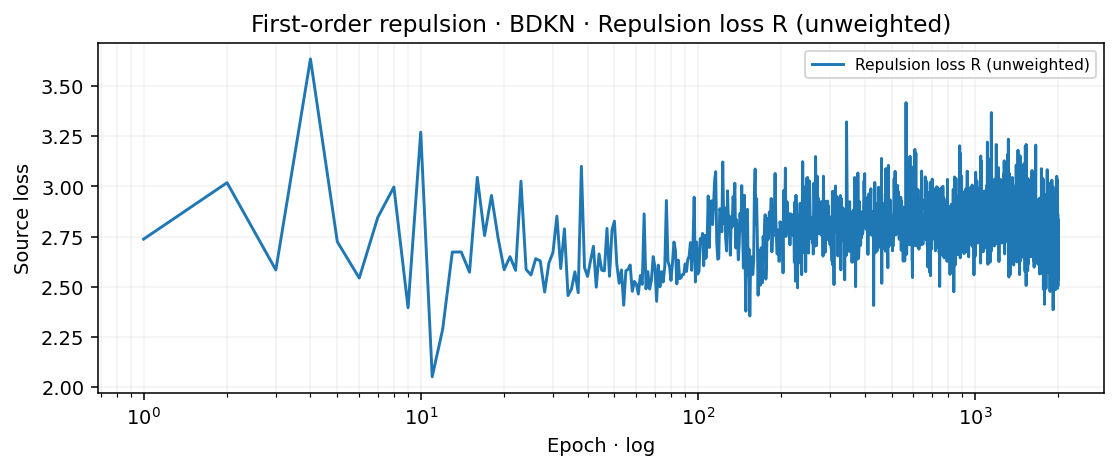 First-order repulsion · BDKN · Repulsion loss R (unweighted)
Repulsion loss R (unweighted)
Source loss
3.50
3.25
3.00
2.75
2.50
2.25
2.00
10⁰ 10¹ 10² 10³
Epoch · log